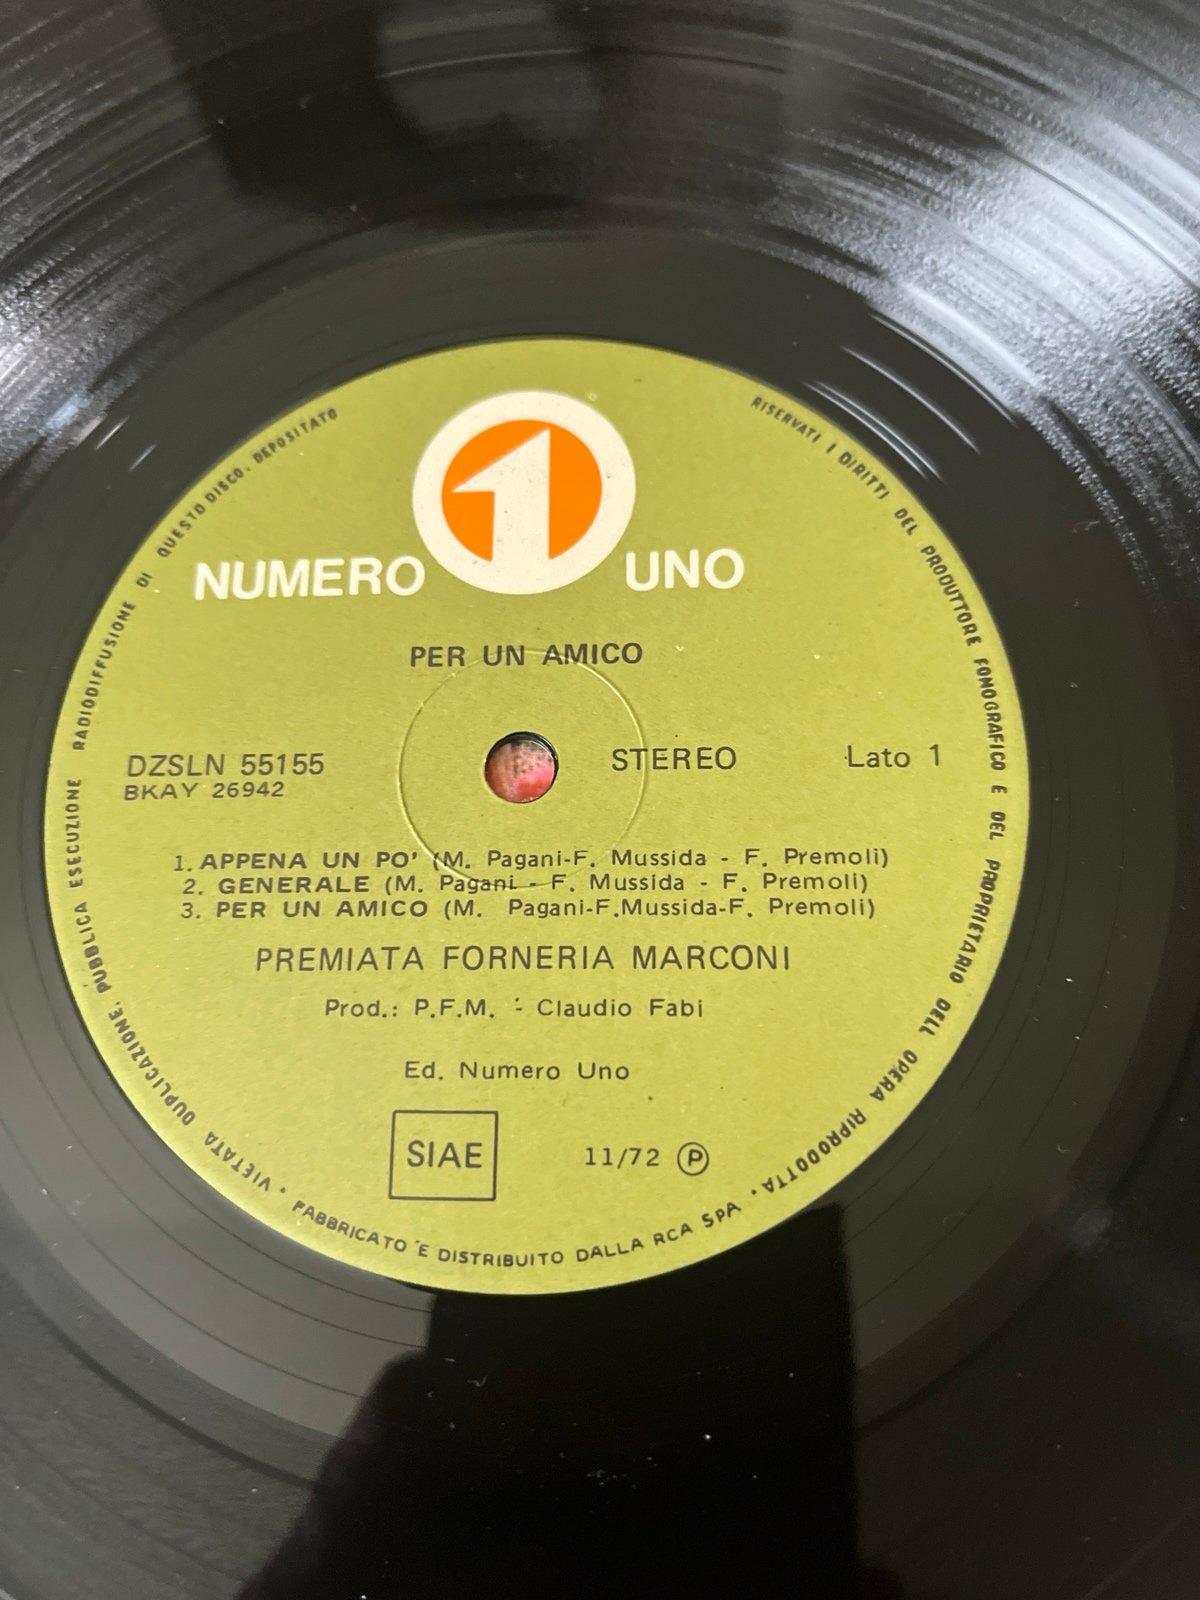 1
NUMERO UNO
PER UN AMICO
DZSLN 55155
BKAY 26942
STEREO
Lato 1
1. APPENA UN PO' (M. Pagani-F. Mussida - F. Premoli)
2. GENERALE (M. Pagani - F. Mussida - F. Premoli)
3. PER UN AMICO (M. Pagani-F.Mussida-F. Premoli)
PREMIATA FORNERIA MARCONI
Prod.: P.F.M. - Claudio Fabi
Ed. Numero Uno
SIAE
11/72 Ⓟ
RISERVATI I DIRITTI DEL PRODUTTORE FONOGRAFICO E DEL PROPRIETARIO DELL OPERA RIPRODOTTA. VIETATA DUPLICAZIONE, PUBBLICA ESECUZIONE RADIODIFFUSIONE DI QUESTO DISCO. DEPOSITATO
• FABBRICATO E DISTRIBUITO DALLA RCA SPA •